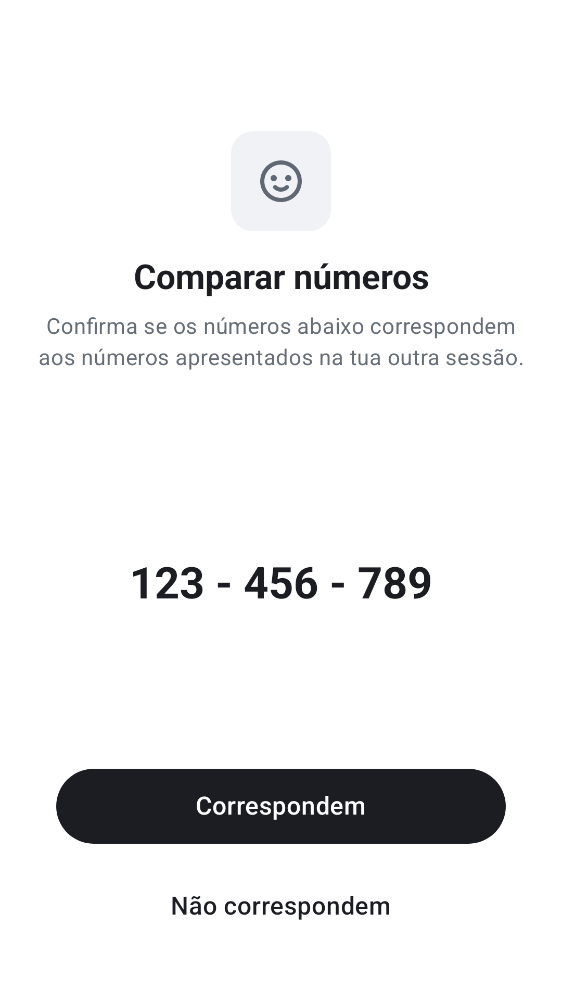 Comparar números
Confirma se os números abaixo correspondem
aos números apresentados na tua outra sessão.
123 - 456 - 789
Correspondem
Não correspondem